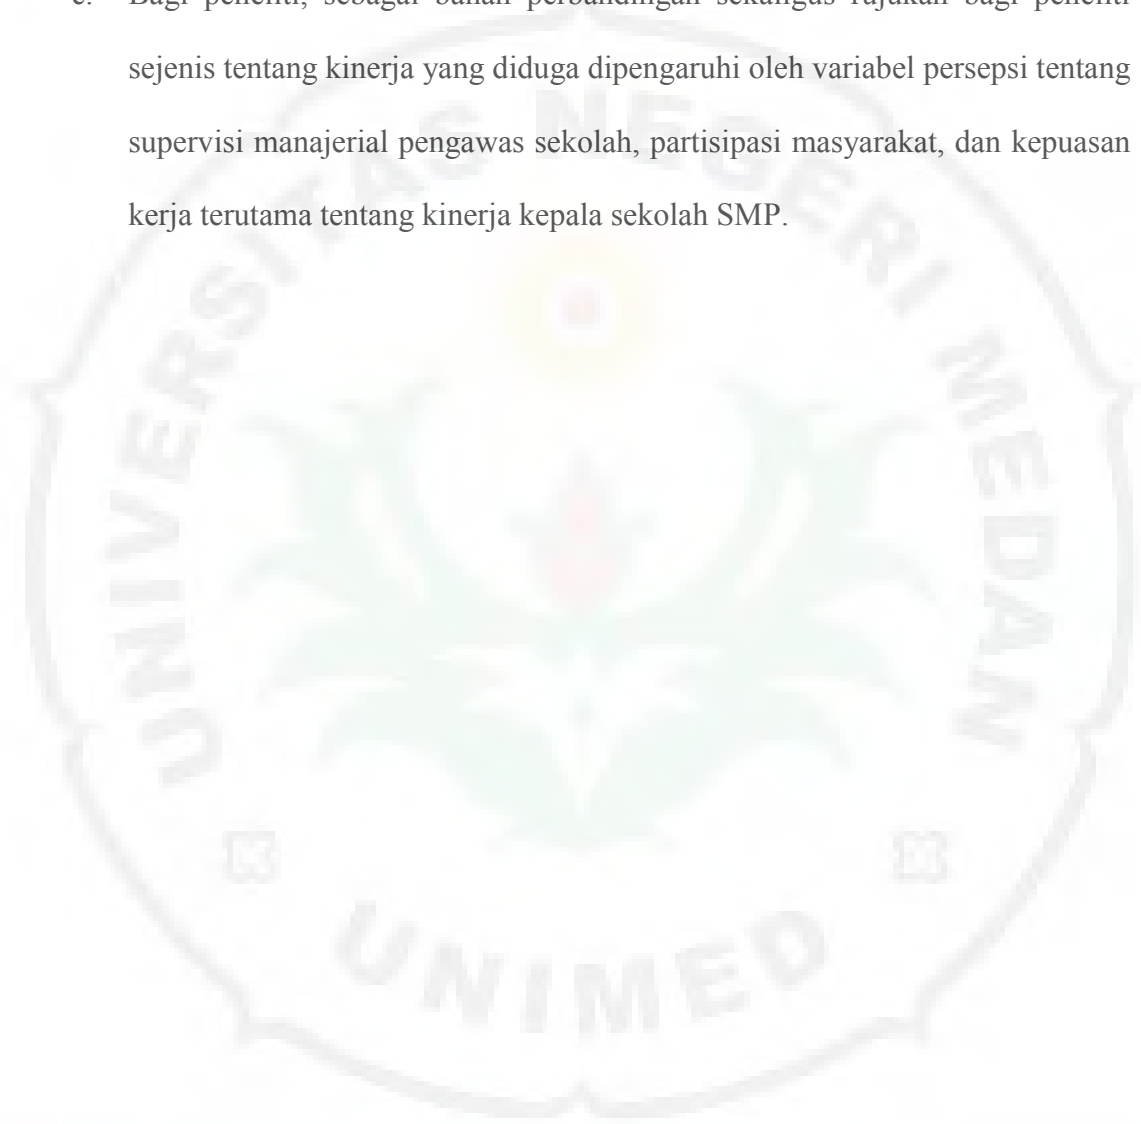 c. Bagi peneliti, sebagai bahan perbandingan sekaligus rujukan bagi peneliti
sejenis tentang kinerja yang diduga dipengaruhi oleh variabel persepsi tentang
supervisi manajerial pengawas sekolah, partisipasi masyarakat, dan kepuasan
kerja terutama tentang kinerja kepala sekolah SMP.
UNIVERSITAS NEGERI MEDAN
UNIMED